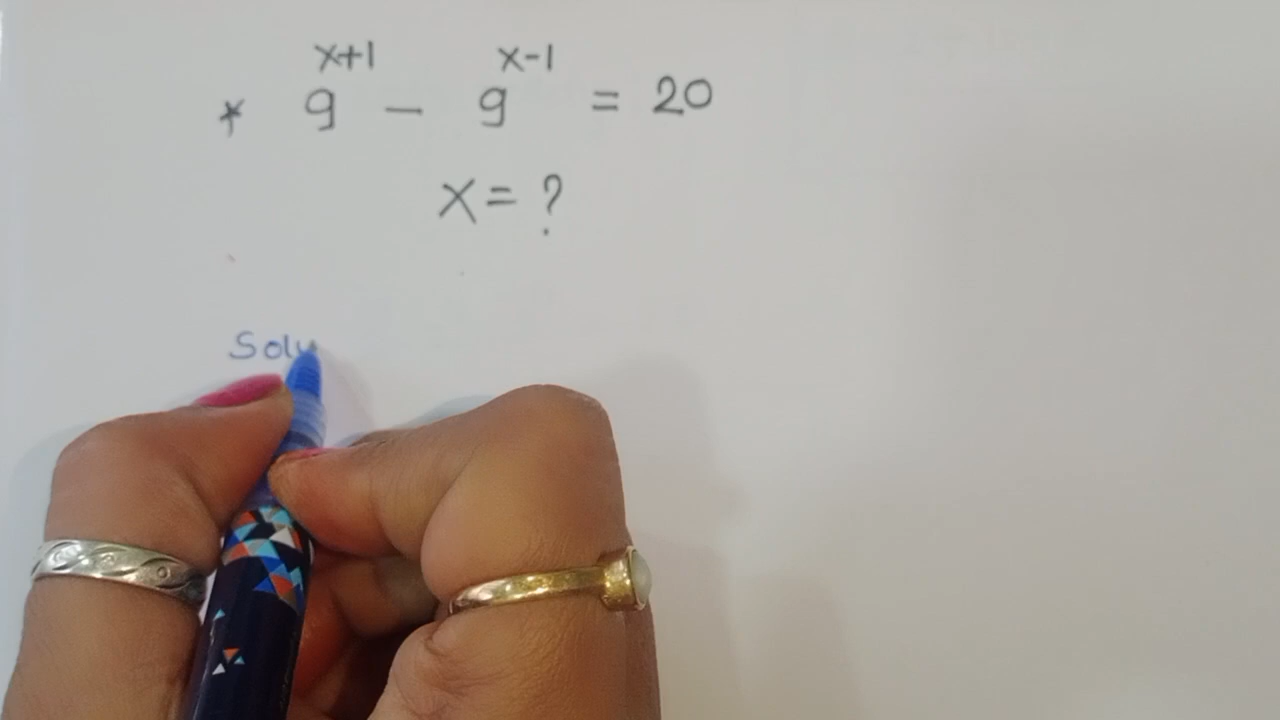 * 9^(x+1) - 9^(x-1) = 20
x = ?
Solu